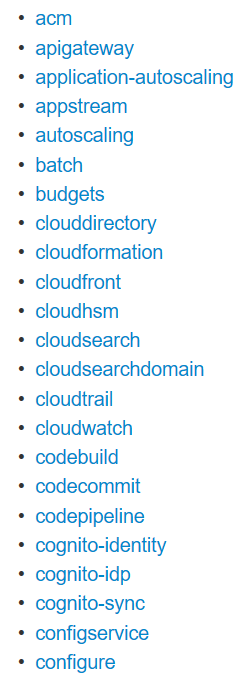 • acm
• apigateway
• application-autoscaling
• appstream
• autoscaling
• batch
• budgets
• clouddirectory
• cloudformation
• cloudfront
• cloudhsm
• cloudsearch
• cloudsearchdomain
• cloudtrail
• cloudwatch
• codebuild
• codecommit
• codepipeline
• cognito-identity
• cognito-idp
• cognito-sync
• configservice
• configure